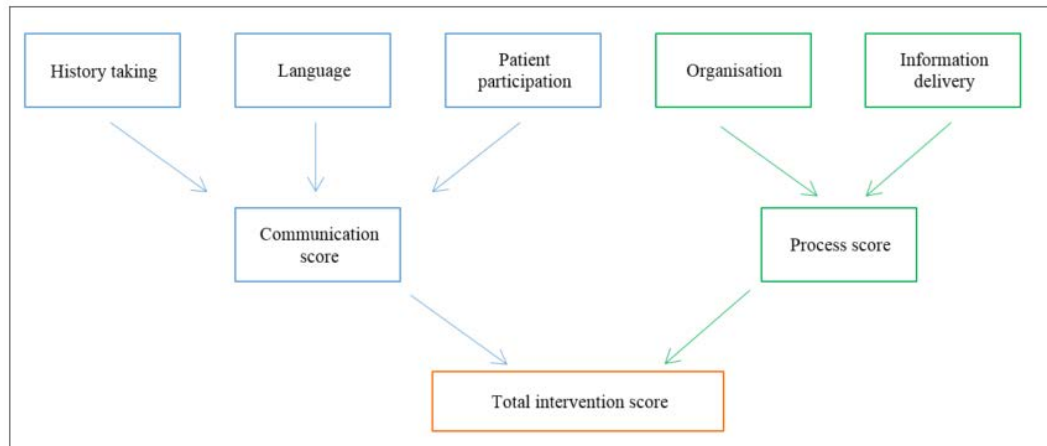 History taking
Language
Patient
participation
Organisation
Information
delivery
Communication
score
Process score
Total intervention score